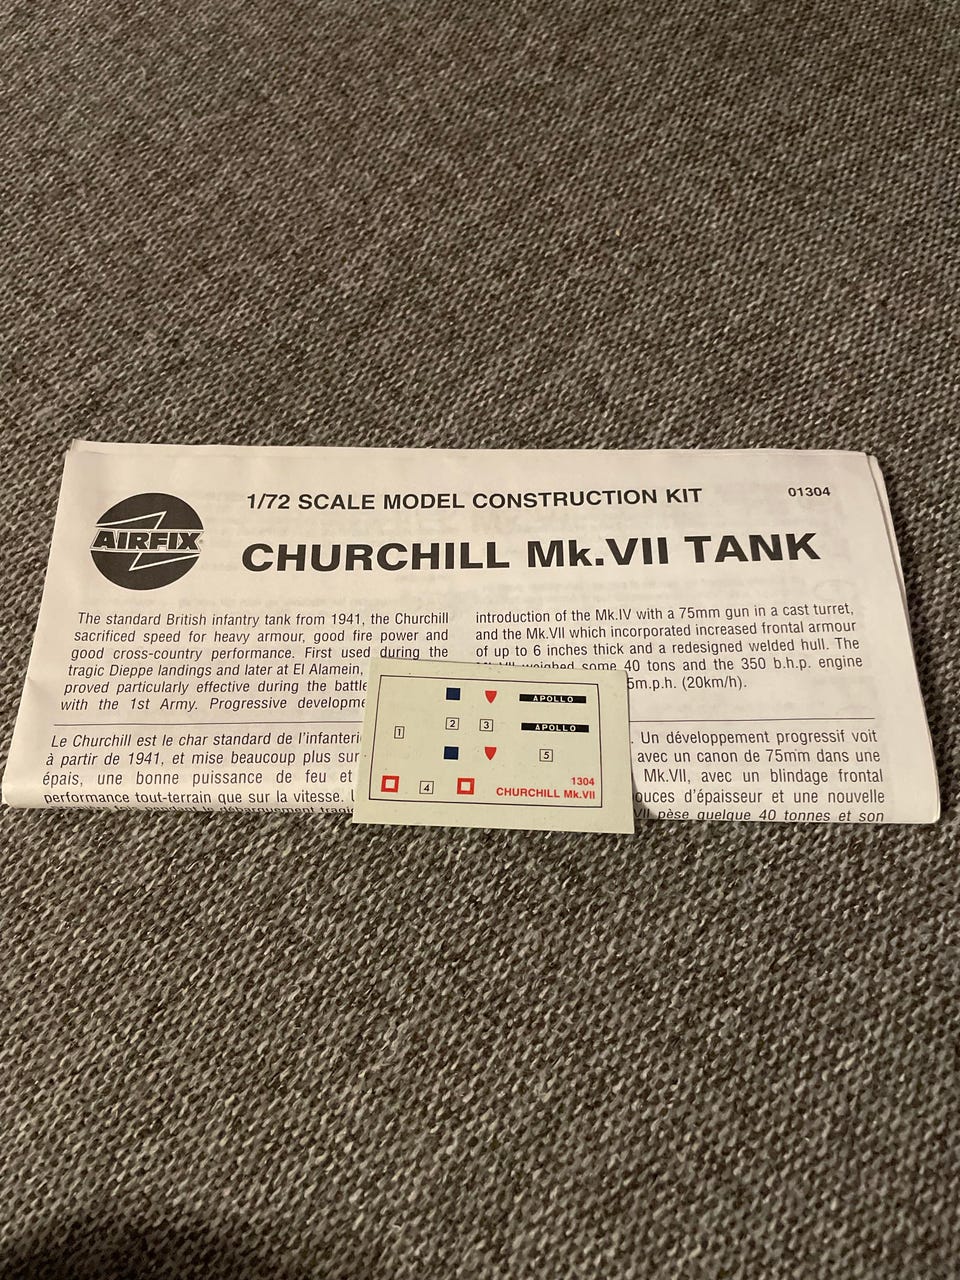 AIRFIX
1/72 SCALE MODEL CONSTRUCTION KIT
01304
CHURCHILL Mk.VII TANK
The standard British infantry tank from 1941, the Churchill
sacrificed speed for heavy armour, good fire power and
good cross-country performance. First used during the
tragic Dieppe landings and later at El Alamein,
proved particularly effective during the battle
with the 1st Army. Progressive developme
introduction of the Mk.IV with a 75mm gun in a cast turret,
and the Mk.VII which incorporated increased frontal armour
of up to 6 inches thick and a redesigned welded hull. The
Mk.VII weighed some 40 tons and the 350 b.h.p. engine
5m.p.h. (20km/h).
Le Churchill est le char standard de l'infanterie
à partir de 1941, et mise beaucoup plus sur
épais, une bonne puissance de feu et
performance tout-terrain que sur la vitesse.
Un développement progressif voit
avec un canon de 75mm dans une
Mk.VII, avec un blindage frontal
ouces d'épaisseur et une nouvelle
VII pèse quelque 40 tonnes et son
APOLLO
1
2
3
APOLLO
5
4
1304
CHURCHILL Mk.VII